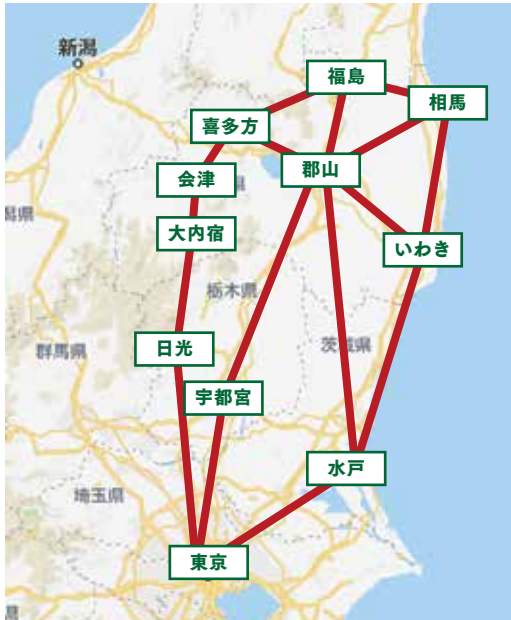 新潟
福島
相馬
喜多方
郡山
会津
大内宿
いわき
栃木県
日光
群馬県
茨城県
宇都宮
水戸
埼玉県
東京